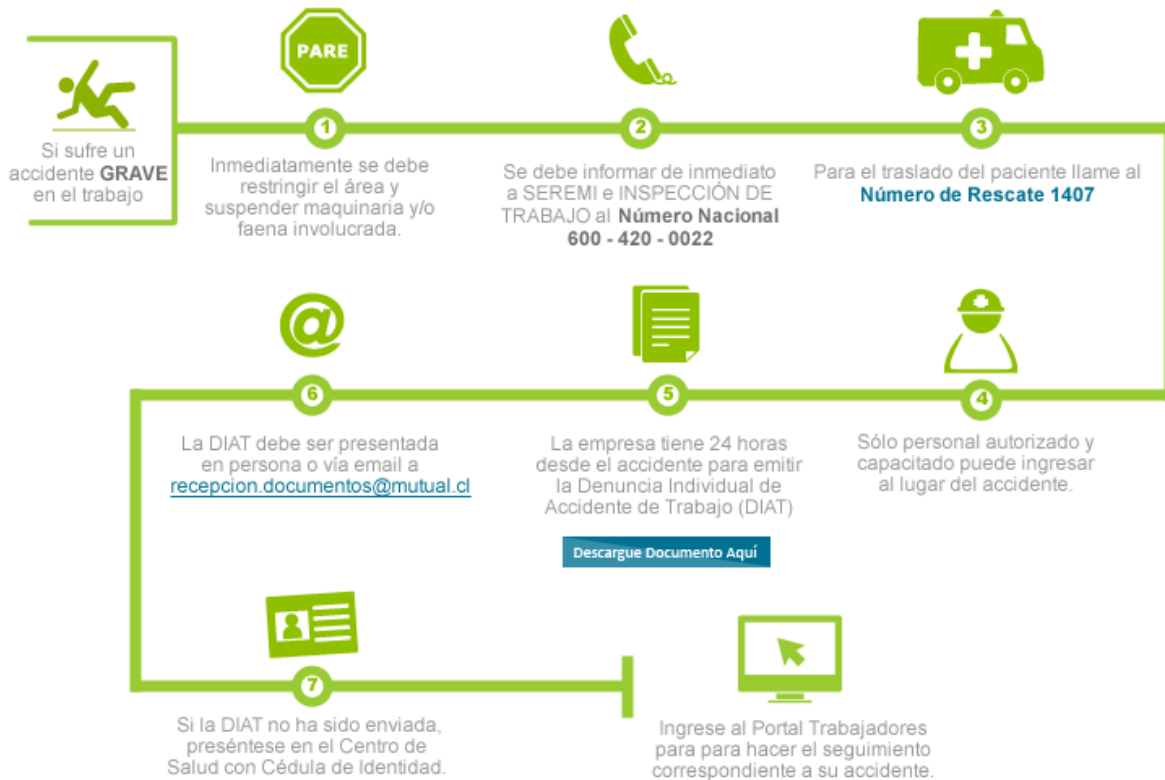 Si sufre un
accidente GRAVE
en el trabajo
PARE
1
Inmediatamente se debe
restringir el área y
suspender maquinaria y/o
faena involucrada.
2
Se debe informar de inmediato
a SEREMI e INSPECCIÓN DE
TRABAJO al Número Nacional
600 - 420 - 0022
3
Para el traslado del paciente llame al
Número de Rescate 1407
4
Sólo personal autorizado y
capacitado puede ingresar
al lugar del accidente.
5
La empresa tiene 24 horas
desde el accidente para emitir
la Denuncia Individual de
Accidente de Trabajo (DIAT)
Descargue Documento Aquí
@
6
La DIAT debe ser presentada
en persona o vía email a
recepcion.documentos@mutual.cl
7
Si la DIAT no ha sido enviada,
preséntese en el Centro de
Salud con Cédula de Identidad.
Ingrese al Portal Trabajadores
para para hacer el seguimiento
correspondiente a su accidente.